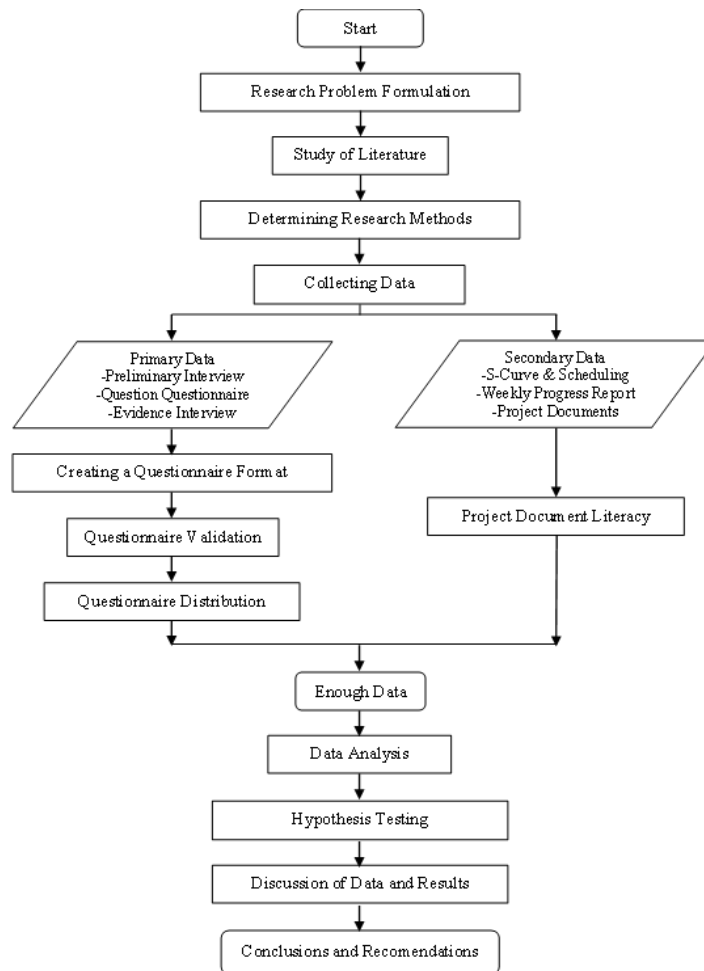 Start
Research Problem Formulation
Study of Literature
Determining Research Methods
Collecting Data
Primary Data
-Preliminary Interview
-Question Questionnaire
-Evidence Interview
Creating a Questionnaire Format
Questionnaire Validation
Questionnaire Distribution
Secondary Data
-S-Curve & Scheduling
-Weekly Progress Report
-Project Documents
Project Document Literacy
Enough Data
Data Analysis
Hypothesis Testing
Discussion of Data and Results
Conclusions and Recomendations